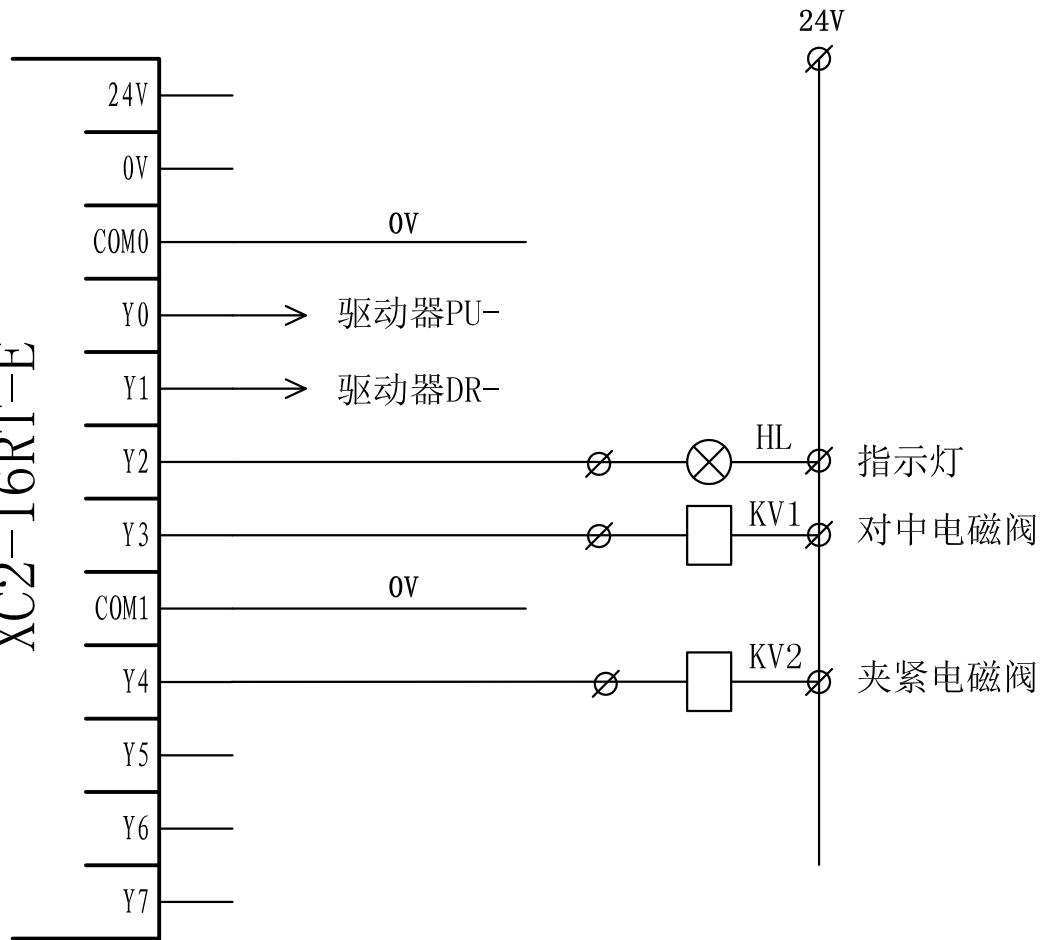 24V
24V
0V
COM0
0V
Y0
驱动器PU-
Y1
驱动器DR-
Y2
HL
指示灯
Y3
KV1
对中电磁阀
COM1
0V
Y4
KV2
夹紧电磁阀
Y5
Y6
Y7
XC2-16RT-E